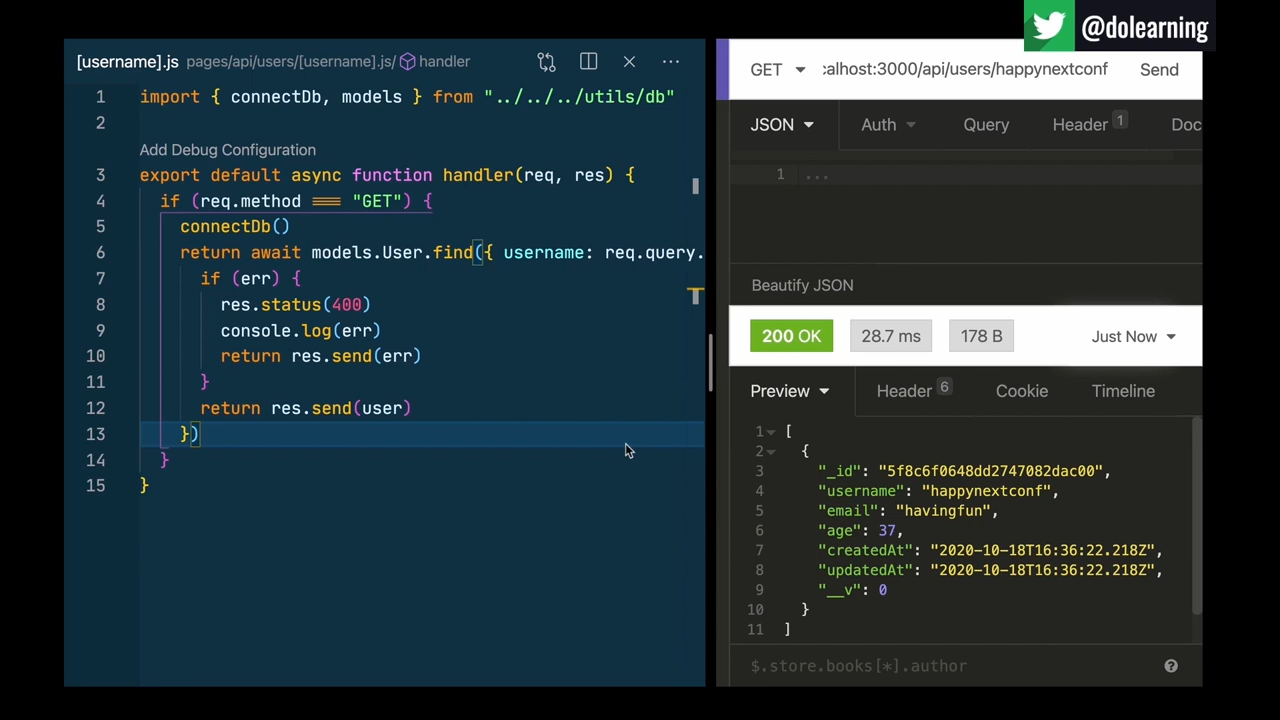 @dolearning
[username].js pages/api/users/[username].js/ handler
1 import { connectDb, models } from "../../../utils/db"
2
Add Debug Configuration
3 export default async function handler(req, res) {
4 if (req.method === "GET") {
5 connectDb()
6 return await models.User.find({ username: req.query.
7 if (err) {
8 res.status(400)
9 console.log(err)
10 return res.send(err)
11 }
12 return res.send(user)
13 })
14 }
15 }
GET calhost:3000/api/users/happynextconf Send
JSON Auth Query Header 1 Doc
1 ...
Beautify JSON
200 OK 28.7 ms 178 B Just Now
Preview Header 6 Cookie Timeline
1 [
2 {
3 "_id": "5f8c6f0648dd2747082dac00",
4 "username": "happynextconf",
5 "email": "havingfun",
6 "age": 37,
7 "createdAt": "2020-10-18T16:36:22.218Z",
8 "updatedAt": "2020-10-18T16:36:22.218Z",
9 "__v": 0
10 }
11 ]
$.store.books[*].author